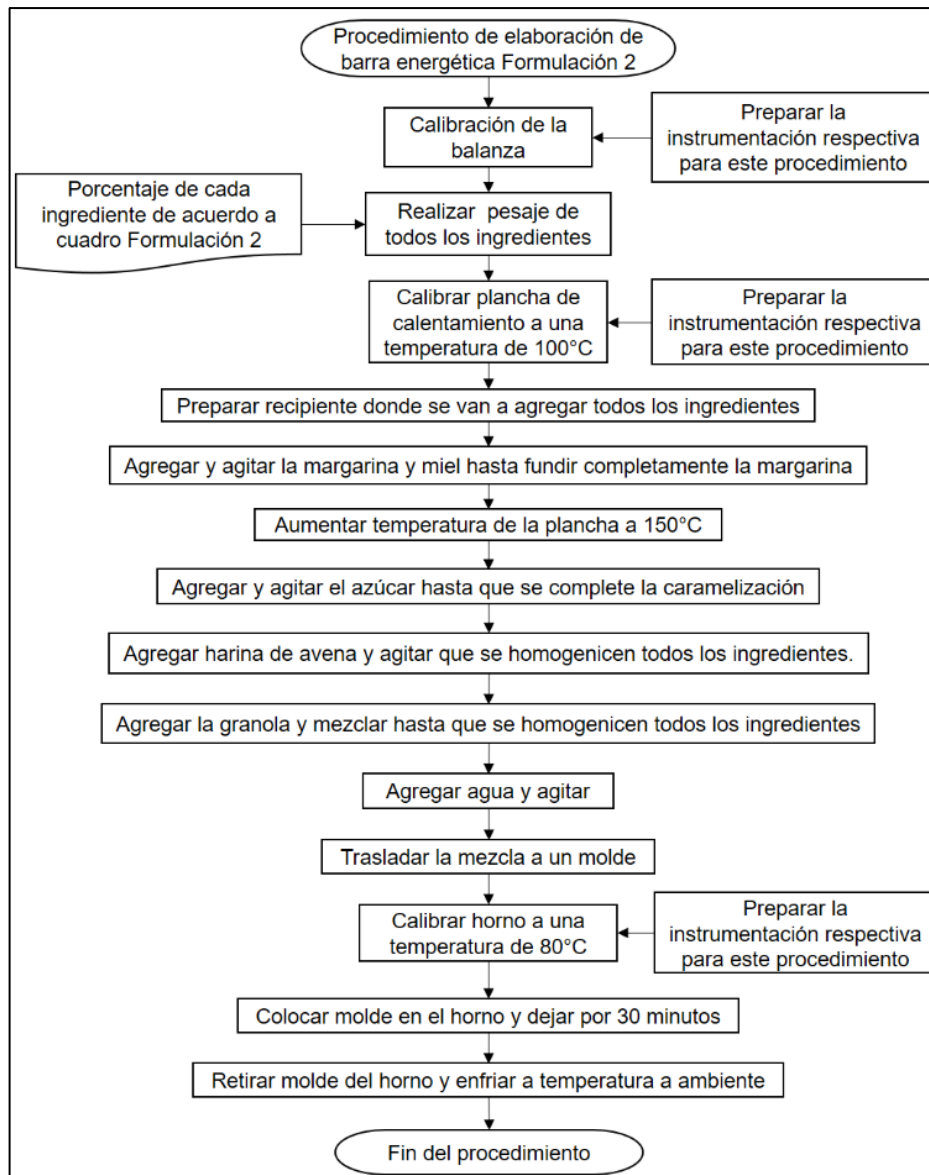 Procedimiento de elaboración de
barra energética Formulación 2
Calibración de la
balanza
Preparar la
instrumentación respectiva
para este procedimiento
Porcentaje de cada
ingrediente de acuerdo a
cuadro Formulación 2
Realizar pesaje de
todos los ingredientes
Calibrar plancha de
calentamiento a una
temperatura de 100°C
Preparar la
instrumentación respectiva
para este procedimiento
Preparar recipiente donde se van a agregar todos los ingredientes
Agregar y agitar la margarina y miel hasta fundir completamente la margarina
Aumentar temperatura de la plancha a 150°C
Agregar y agitar el azúcar hasta que se complete la caramelización
Agregar harina de avena y agitar que se homogenicen todos los ingredientes.
Agregar la granola y mezclar hasta que se homogenicen todos los ingredientes
Agregar agua y agitar
Trasladar la mezcla a un molde
Calibrar horno a una
temperatura de 80°C
Preparar la
instrumentación respectiva
para este procedimiento
Colocar molde en el horno y dejar por 30 minutos
Retirar molde del horno y enfriar a temperatura a ambiente
Fin del procedimiento